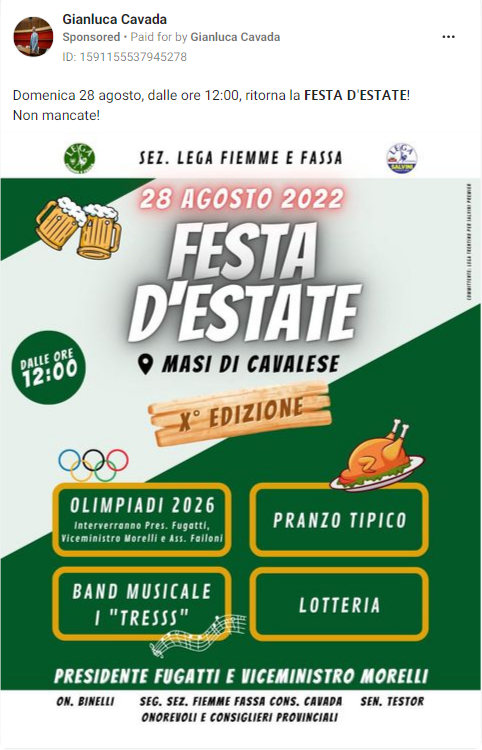 Gianluca Cavada
Sponsored • Paid for by Gianluca Cavada
ID: 1591155537945278
Domenica 28 agosto, dalle ore 12:00, ritorna la FESTA D'ESTATE!
Non mancate!
LEGA
SEZ. LEGA FIEMME E FASSA
LEGA
SALVINI
28 AGOSTO 2022
FESTA
D'ESTATE
COMMITTENTE: LEGA TRENTINO PER SALVINI PREMIER
DALLE ORE
12:00
MASI DI CAVALESE
X° EDIZIONE
OLIMPIADI 2026
Interverranno Pres. Fugatti,
Viceministro Morelli e Ass. Failoni
PRANZO TIPICO
BAND MUSICALE
I "TRESSS"
LOTTERIA
PRESIDENTE FUGATTI E VICEMINISTRO MORELLI
ON. BINELLI SEG. SEZ. FIEMME FASSA CONS. CAVADA SEN. TESTOR
ONOREVOLI E CONSIGLIERI PROVINCIALI